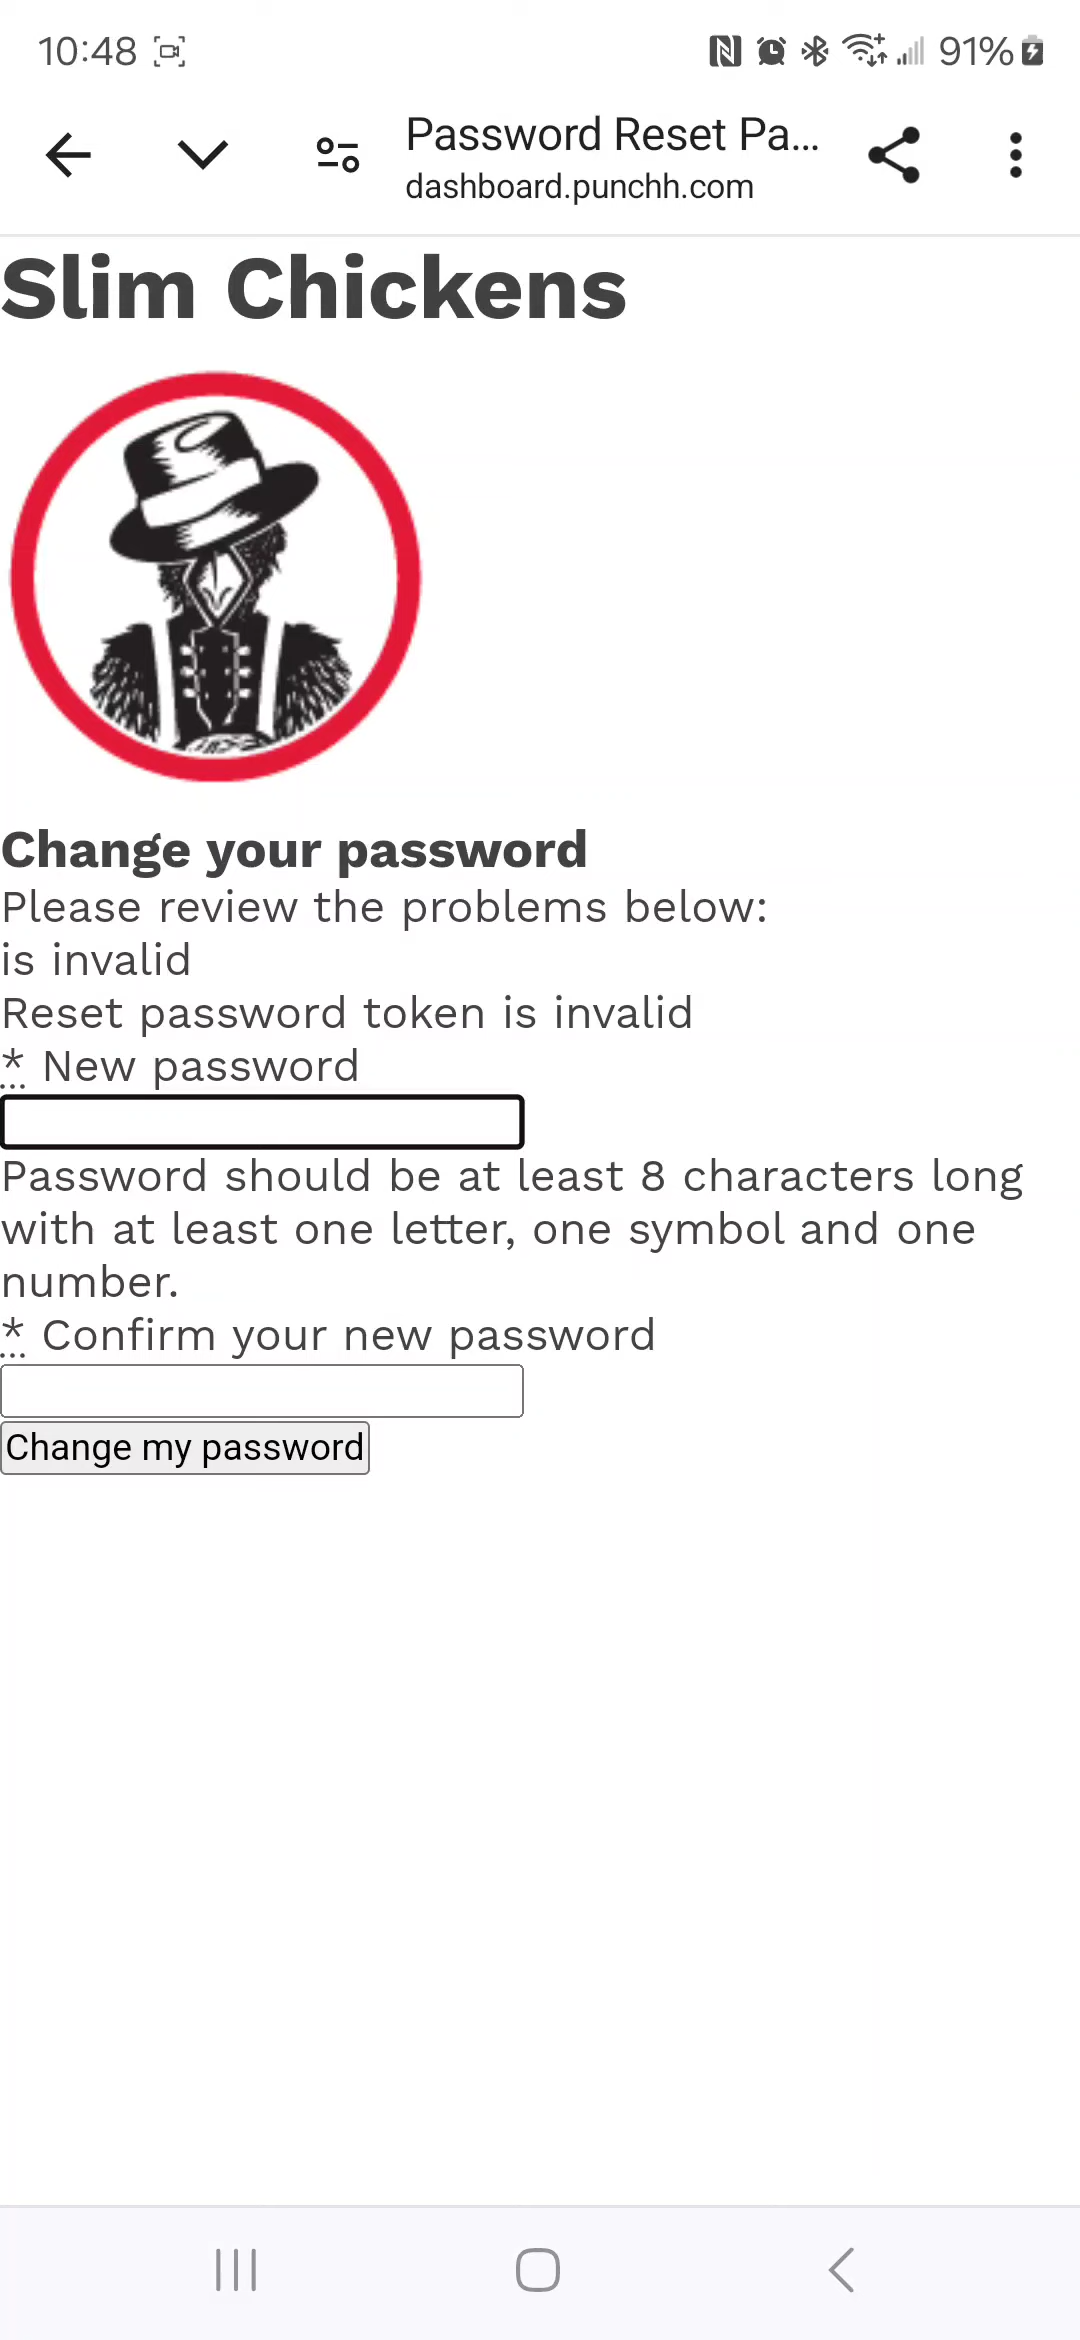 10:48
91%
Password Reset Pa...
dashboard.punchh.com
Slim Chickens
Change your password
Please review the problems below:
is invalid
Reset password token is invalid
* New password
Password should be at least 8 characters long
with at least one letter, one symbol and one
number.
* Confirm your new password
Change my password